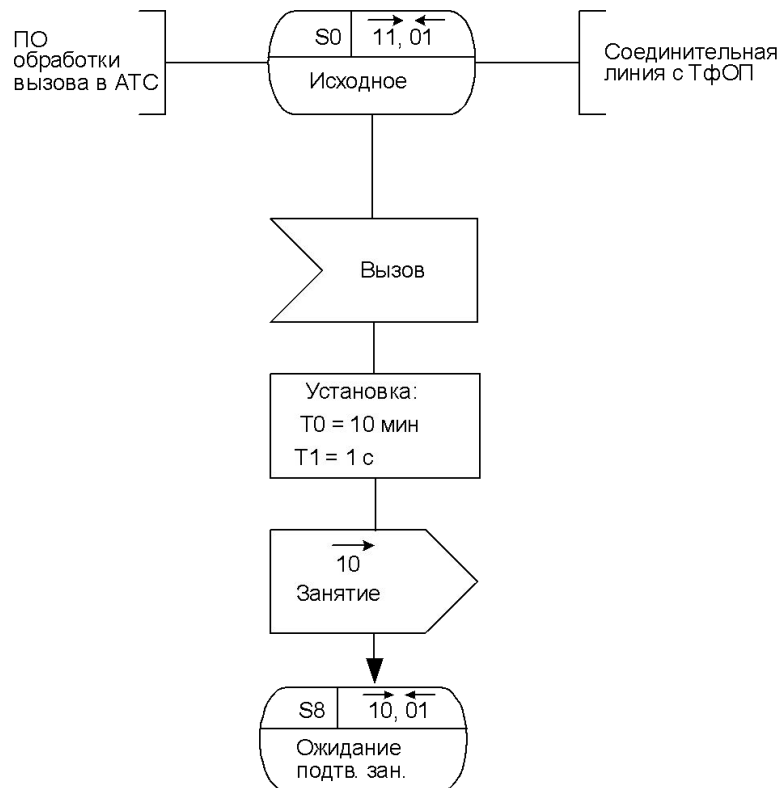 ПО
обработки
вызова в АТС
S0
11, 01
Исходное
Соединительная
линия с ТфОП
Вызов
Установка:
T0 = 10 мин
T1 = 1 с
10
Занятие
S8
10, 01
Ожидание
подтв. зан.